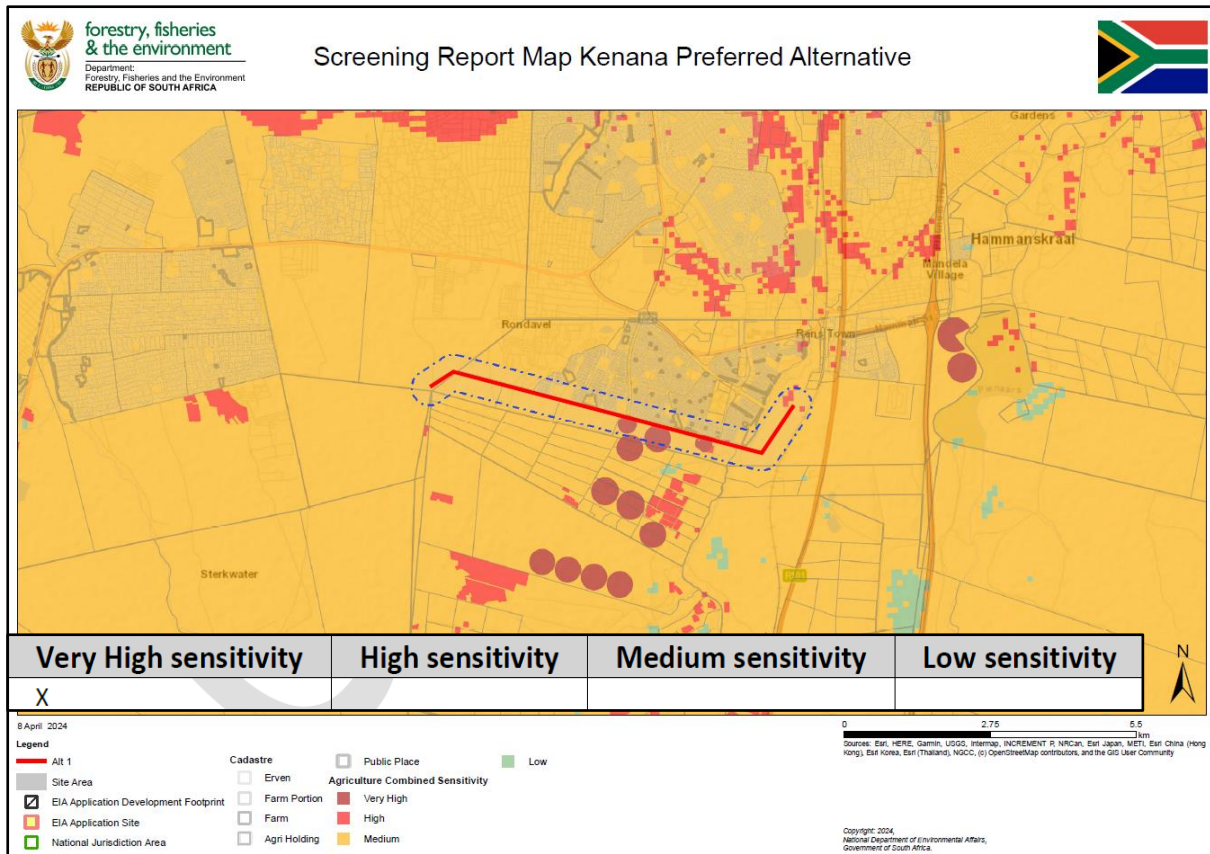 forestry, fisheries
& the environment
Department:
Forestry, Fisheries and the Environment
REPUBLIC OF SOUTH AFRICA
Screening Report Map Kenana Preferred Alternative
Gardens
Hammanskraal
Mandela
Village
Rondavel
Rens Town
Sterkwater
R101
Very High sensitivity High sensitivity Medium sensitivity Low sensitivity
X
N
8 April 2024
Legend
Alt 1
Site Area
EIA Application Development Footprint
EIA Application Site
National Jurisdiction Area
Cadastre
Erven
Farm Portion
Farm
Agri Holding
Public Place
Agriculture Combined Sensitivity
Very High
High
Medium
Low
0 2.75 5.5
km
Sources: Esri, HERE, Garmin, USGS, Intermap, INCREMENT P, NRCan, Esri Japan, METI, Esri China (Hong
Kong), Esri Korea, Esri (Thailand), NGCC, (c) OpenStreetMap contributors, and the GIS User Community
Copyright: 2024,
National Department of Environmental Affairs,
Government of South Africa.